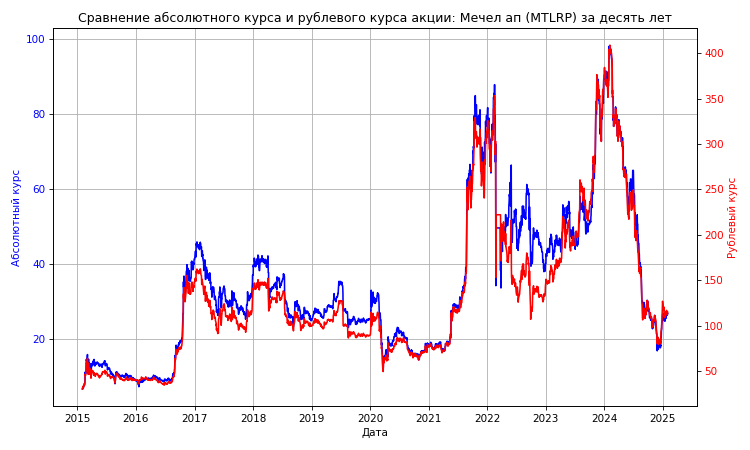 Сравнение абсолютного курса и рублевого курса акции: Мечел ап (MTLRP) за десять лет
100
80
60
40
20
Абсолютный курс
400
350
300
250
200
150
100
50
Рублевый курс
2015 2016 2017 2018 2019 2020 2021 2022 2023 2024 2025
Дата